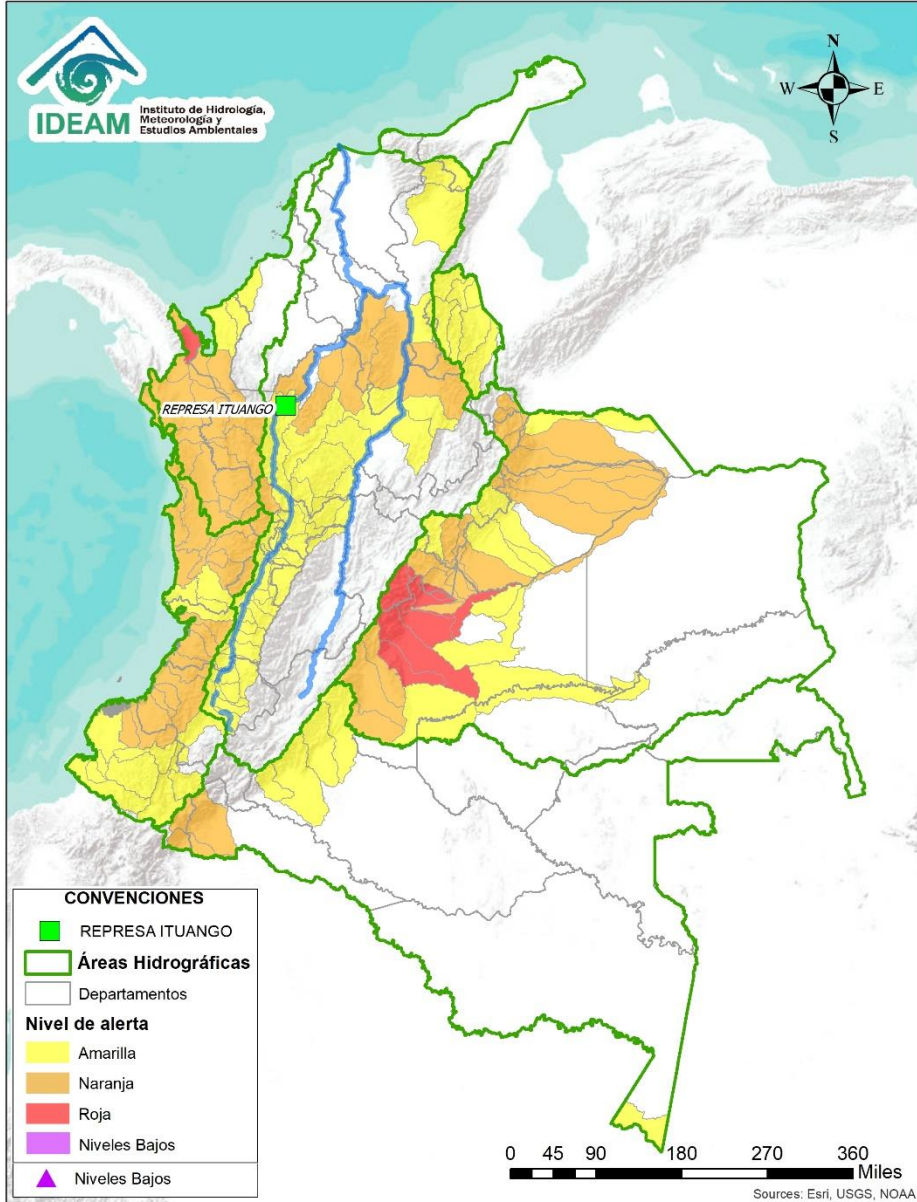 IDEAM
Instituto de Hidrología,
Meteorología y
Estudios Ambientales
N
W
E
S
REPRESA ITUANGO
CONVENCIONES
REPRESA ITUANGO
Áreas Hidrográficas
Departamentos
Nivel de alerta
Amarilla
Naranja
Roja
Niveles Bajos
Niveles Bajos
0 45 90 180 270 360
Miles
Sources: Esri, USGS, NOAA